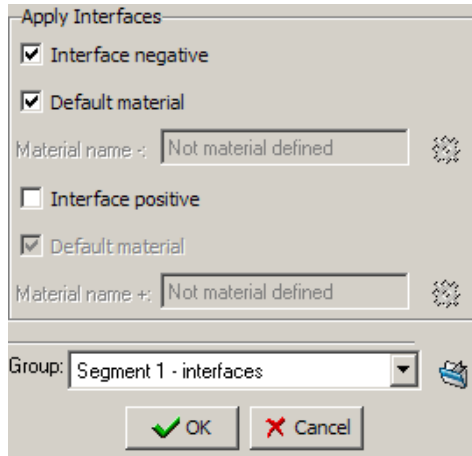 Apply Interfaces
Interface negative
Default material
Material name -: Not material defined
Interface positive
Default material
Material name +: Not material defined
Group: Segment 1 - interfaces
OK Cancel